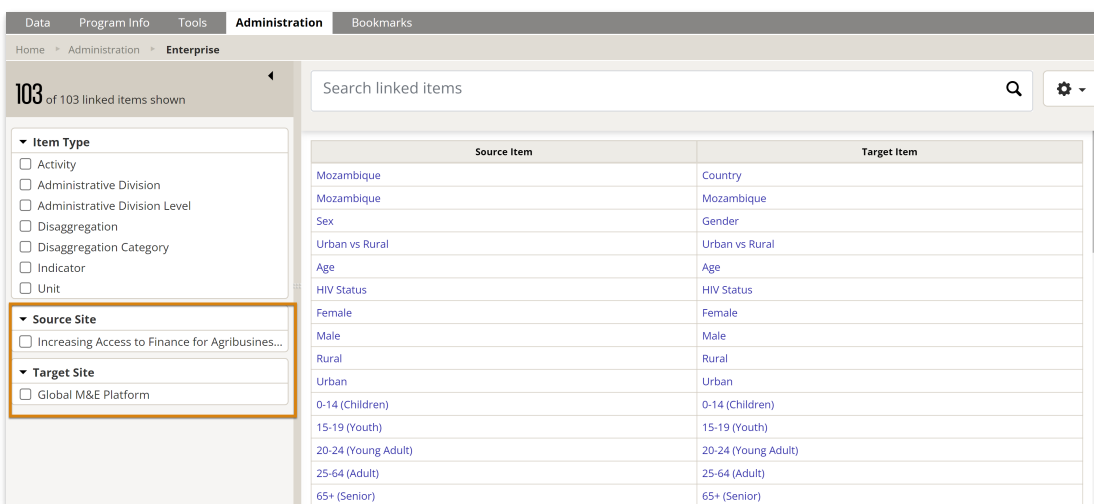 Data Program Info Tools Administration Bookmarks
Home Administration Enterprise
103 of 103 linked items shown
Item Type
Activity
Administrative Division
Administrative Division Level
Disaggregation
Disaggregation Category
Indicator
Unit
Source Site
Increasing Access to Finance for Agribusines...
Target Site
Global M&E Platform
Search linked items
Source Item Target Item
Mozambique Country
Mozambique Mozambique
Sex Gender
Urban vs Rural Urban vs Rural
Age Age
HIV Status HIV Status
Female Female
Male Male
Rural Rural
Urban Urban
0-14 (Children) 0-14 (Children)
15-19 (Youth) 15-19 (Youth)
20-24 (Young Adult) 20-24 (Young Adult)
25-64 (Adult) 25-64 (Adult)
65+ (Senior) 65+ (Senior)